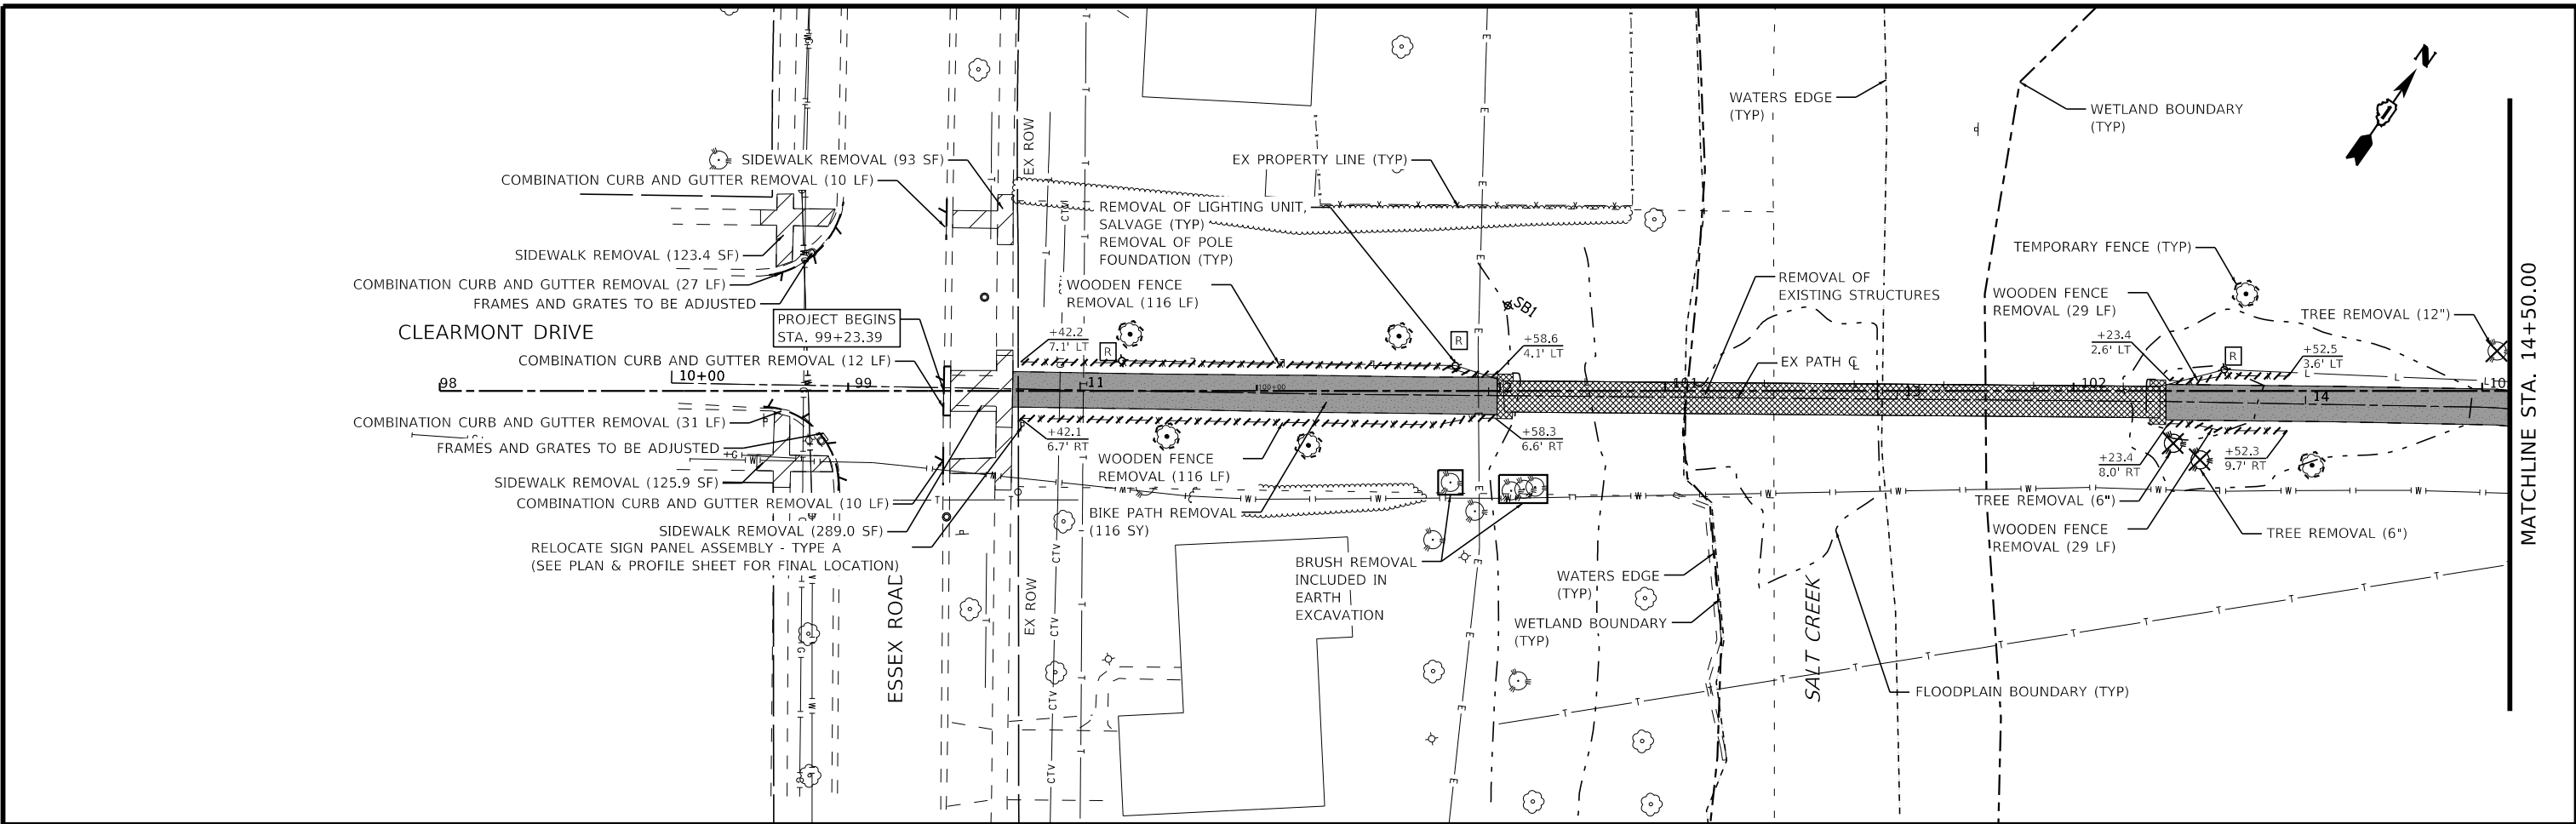 N
WATERS EDGE
(TYP)
WETLAND BOUNDARY
(TYP)
SIDEWALK REMOVAL (93 SF)
EX ROW
EX PROPERTY LINE (TYP)
COMBINATION CURB AND GUTTER REMOVAL (10 LF)
REMOVAL OF LIGHTING UNIT,
SALVAGE (TYP)
REMOVAL OF POLE
FOUNDATION (TYP)
SIDEWALK REMOVAL (123.4 SF)
TEMPORARY FENCE (TYP)
COMBINATION CURB AND GUTTER REMOVAL (27 LF)
WOODEN FENCE
REMOVAL (116 LF)
REMOVAL OF
EXISTING STRUCTURES
WOODEN FENCE
REMOVAL (29 LF)
FRAMES AND GRATES TO BE ADJUSTED
SB1
CLEARMONT DRIVE
PROJECT BEGINS
STA. 99+23.39
TREE REMOVAL (12")
+42.2
7.1' LT
R
R
+58.6
4.1' LT
+23.4
2.6' LT
R
+52.5
3.6' LT
COMBINATION CURB AND GUTTER REMOVAL (12 LF)
EX PATH ℄
98
10+00
99
11
100+00
101
13
102
14
10
MATCHLINE STA. 14+50.00
COMBINATION CURB AND GUTTER REMOVAL (31 LF)
+42.1
6.7' RT
+58.3
6.6' RT
FRAMES AND GRATES TO BE ADJUSTED
WOODEN FENCE
REMOVAL (116 LF)
+23.4
8.0' RT
+52.3
9.7' RT
SIDEWALK REMOVAL (125.9 SF)
COMBINATION CURB AND GUTTER REMOVAL (10 LF)
TREE REMOVAL (6")
BIKE PATH REMOVAL
(116 SY)
SIDEWALK REMOVAL (289.0 SF)
WOODEN FENCE
REMOVAL (29 LF)
TREE REMOVAL (6")
RELOCATE SIGN PANEL ASSEMBLY - TYPE A
(SEE PLAN & PROFILE SHEET FOR FINAL LOCATION)
BRUSH REMOVAL
INCLUDED IN
EARTH
EXCAVATION
WATERS EDGE
(TYP)
WETLAND BOUNDARY
(TYP)
ESSEX ROAD
EX ROW
SALT CREEK
FLOODPLAIN BOUNDARY (TYP)
CTV
CTV
CTV
CTV
CTV